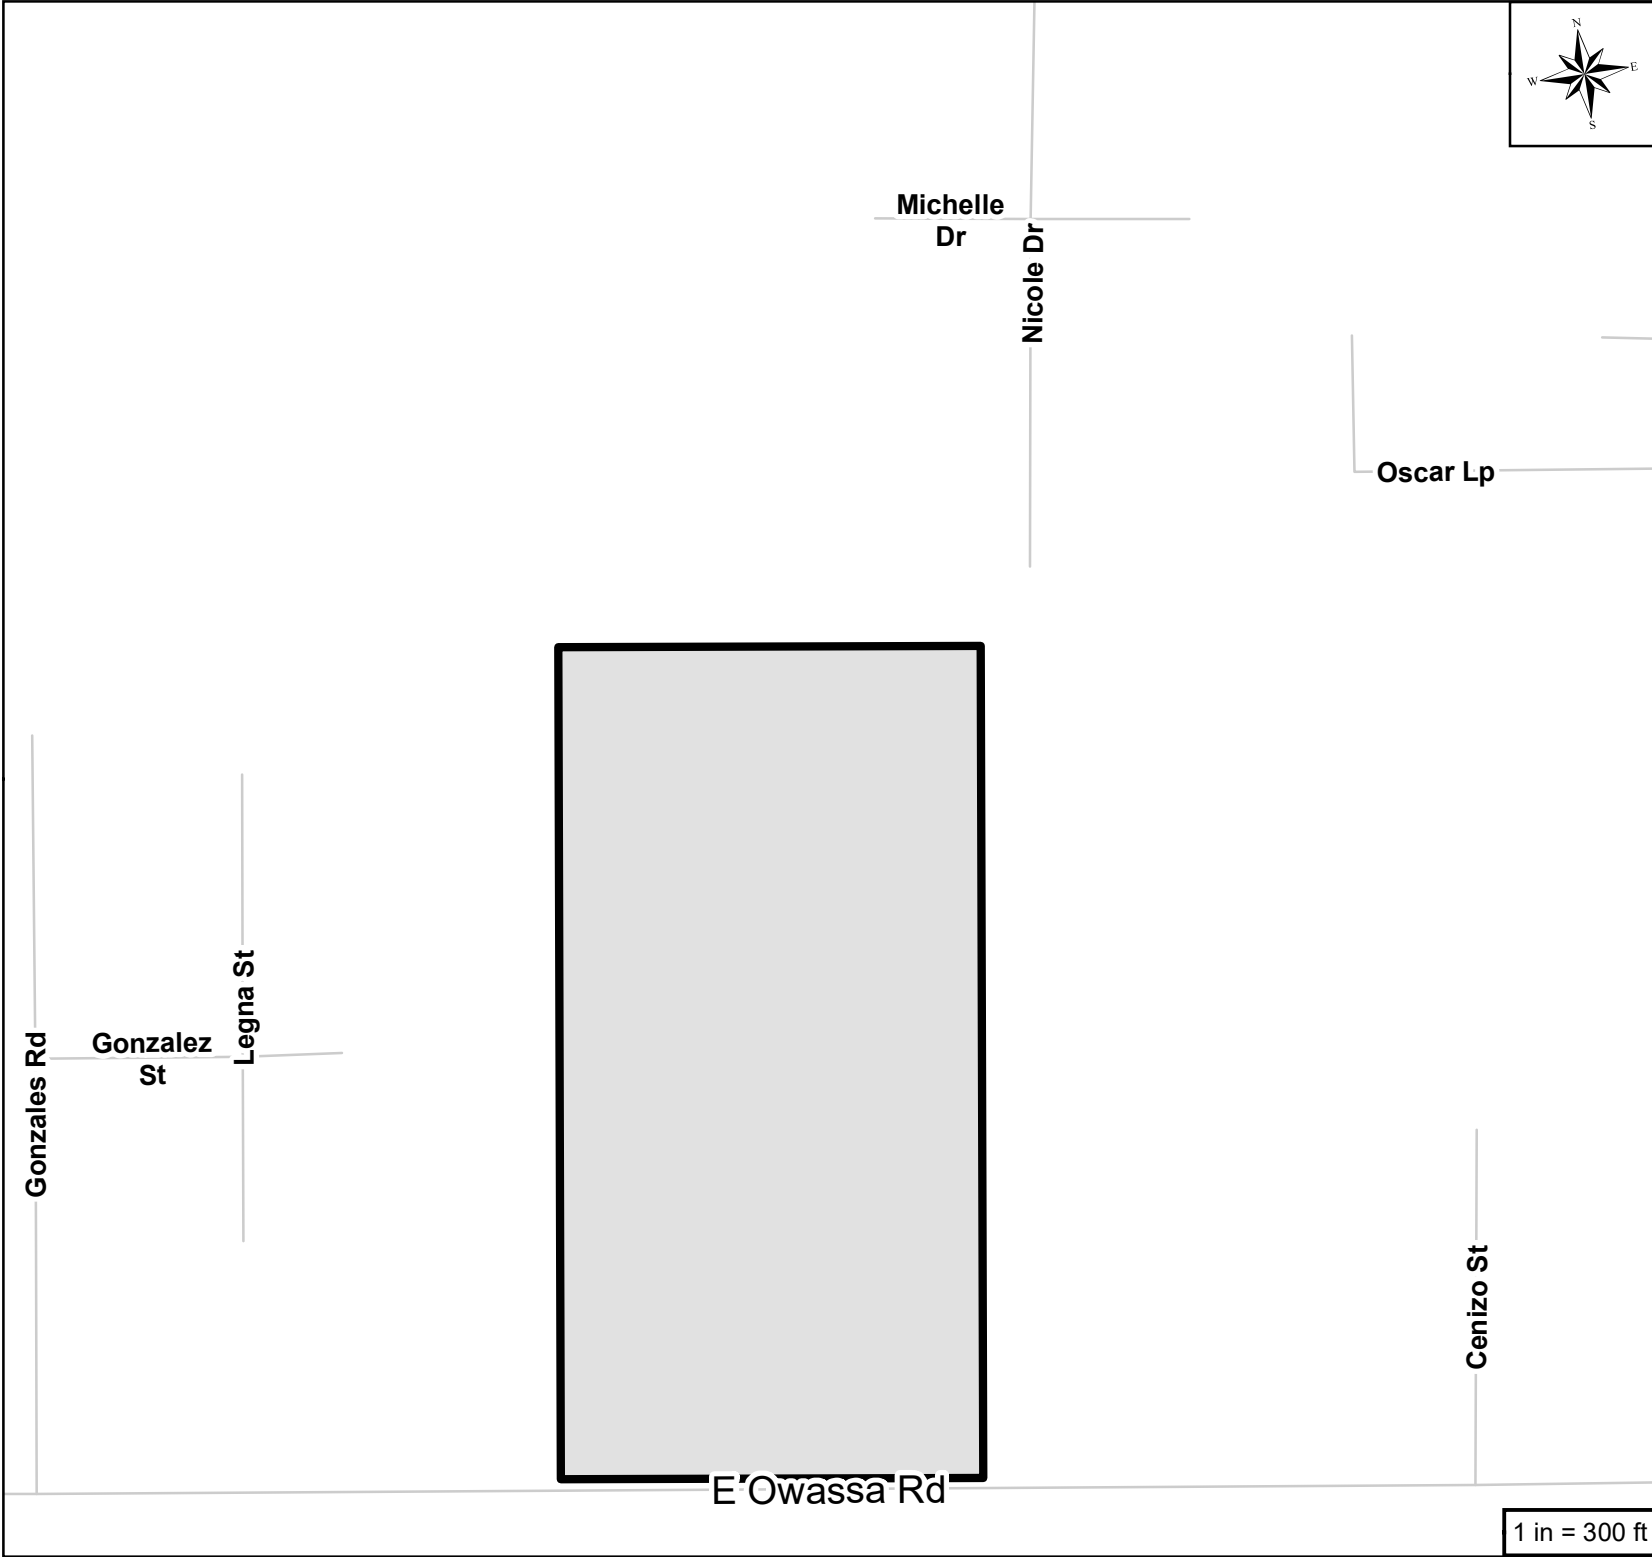 N
W
E
S
Michelle
Dr
Nicole Dr
Oscar Lp
Legna St
Gonzalez
St
Gonzales Rd
Cenizo St
E Owassa Rd
1 in = 300 ft